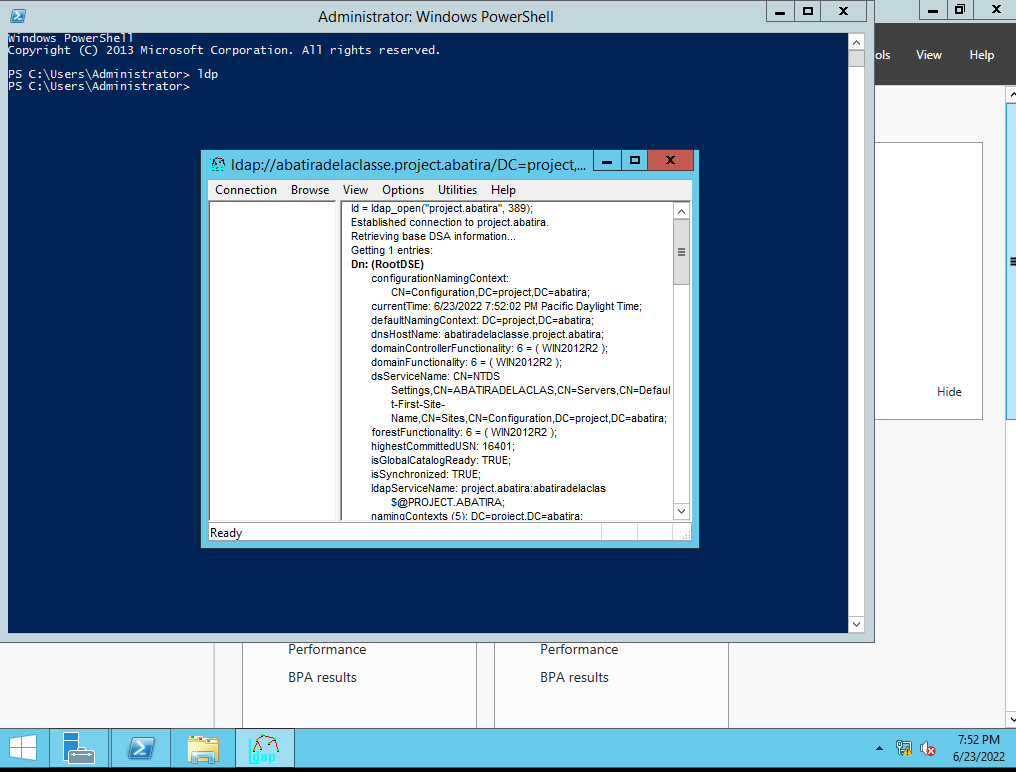 Administrator: Windows PowerShell
Windows PowerShell
Copyright (C) 2013 Microsoft Corporation. All rights reserved.
PS C:\Users\Administrator> ldp
PS C:\Users\Administrator>
ols View Help
ldap://abatiradelaclasse.project.abatira/DC=project,...
Connection Browse View Options Utilities Help
ld = ldap_open("project.abatira", 389);
Established connection to project.abatira.
Retrieving base DSA information...
Getting 1 entries:
Dn: (RootDSE)
configurationNamingContext:
CN=Configuration,DC=project,DC=abatira;
currentTime: 6/23/2022 7:52:02 PM Pacific Daylight Time;
defaultNamingContext: DC=project,DC=abatira;
dnsHostName: abatiradelaclasse.project.abatira;
domainControllerFunctionality: 6 = ( WIN2012R2 );
domainFunctionality: 6 = ( WIN2012R2 );
dsServiceName: CN=NTDS
Settings,CN=ABATIRADELACLAS,CN=Servers,CN=Defaul
t-First-Site-
Name,CN=Sites,CN=Configuration,DC=project,DC=abatira;
forestFunctionality: 6 = ( WIN2012R2 );
highestCommittedUSN: 16401;
isGlobalCatalogReady: TRUE;
isSynchronized: TRUE;
ldapServiceName: project.abatira:abatiradelaclas
$@PROJECT.ABATIRA;
namingContexts (5): DC=project,DC=abatira;
Ready
Hide
Performance Performance
BPA results BPA results
ldap
7:52 PM
6/23/2022